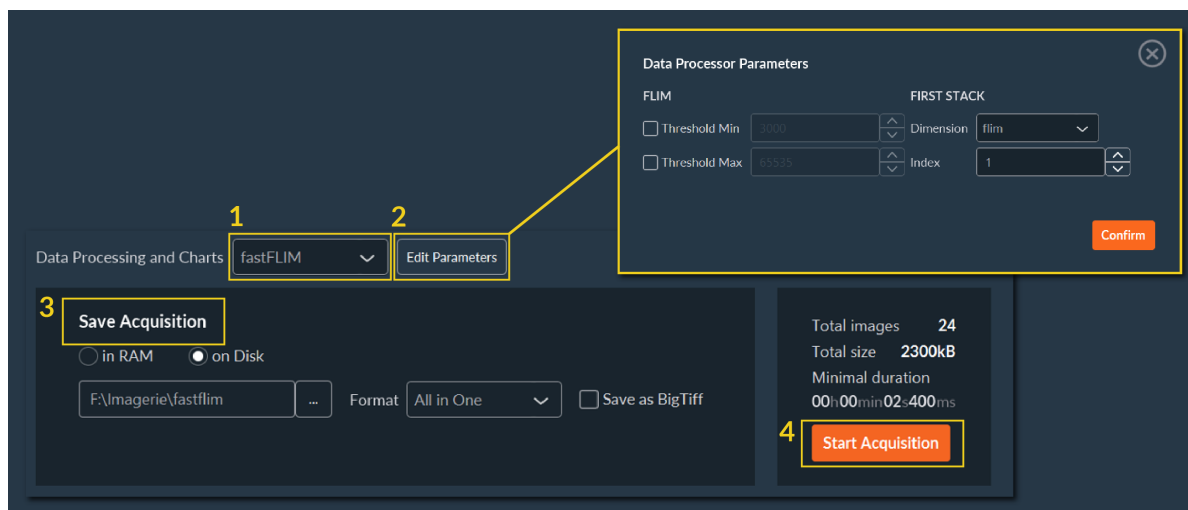 Data Processor Parameters
FLIM FIRST STACK
Threshold Min 3000 Dimension flim
Threshold Max 65535 Index 1
Confirm
1 2
Data Processing and Charts fastFLIM Edit Parameters
3
Save Acquisition
in RAM on Disk
F:\Imagerie\fastflim ... Format All in One Save as BigTiff
Total images 24
Total size 2300kB
Minimal duration
00h00min02s400ms
4 Start Acquisition